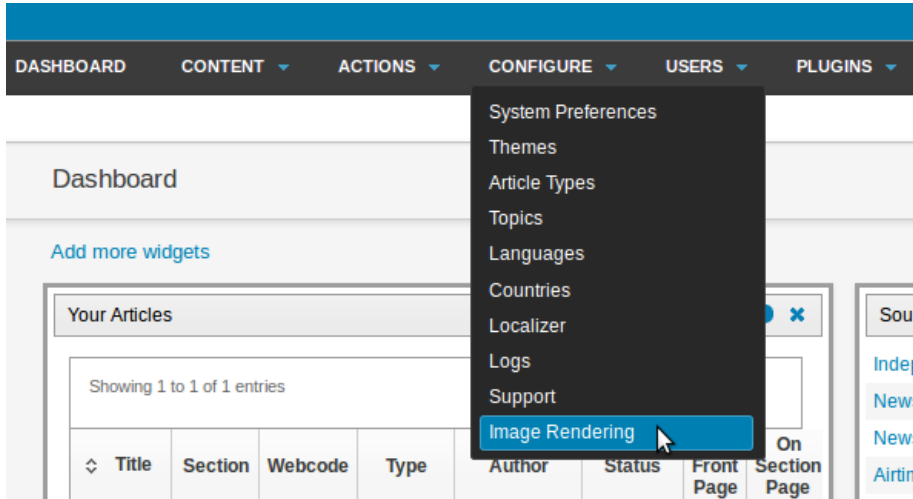 DASHBOARD CONTENT ACTIONS CONFIGURE USERS PLUGINS
System Preferences
Themes
Article Types
Topics
Languages
Countries
Localizer
Logs
Support
Image Rendering
Dashboard
Add more widgets
Your Articles
Showing 1 to 1 of 1 entries
Title Section Webcode Type Author Status Front Page On Section Page